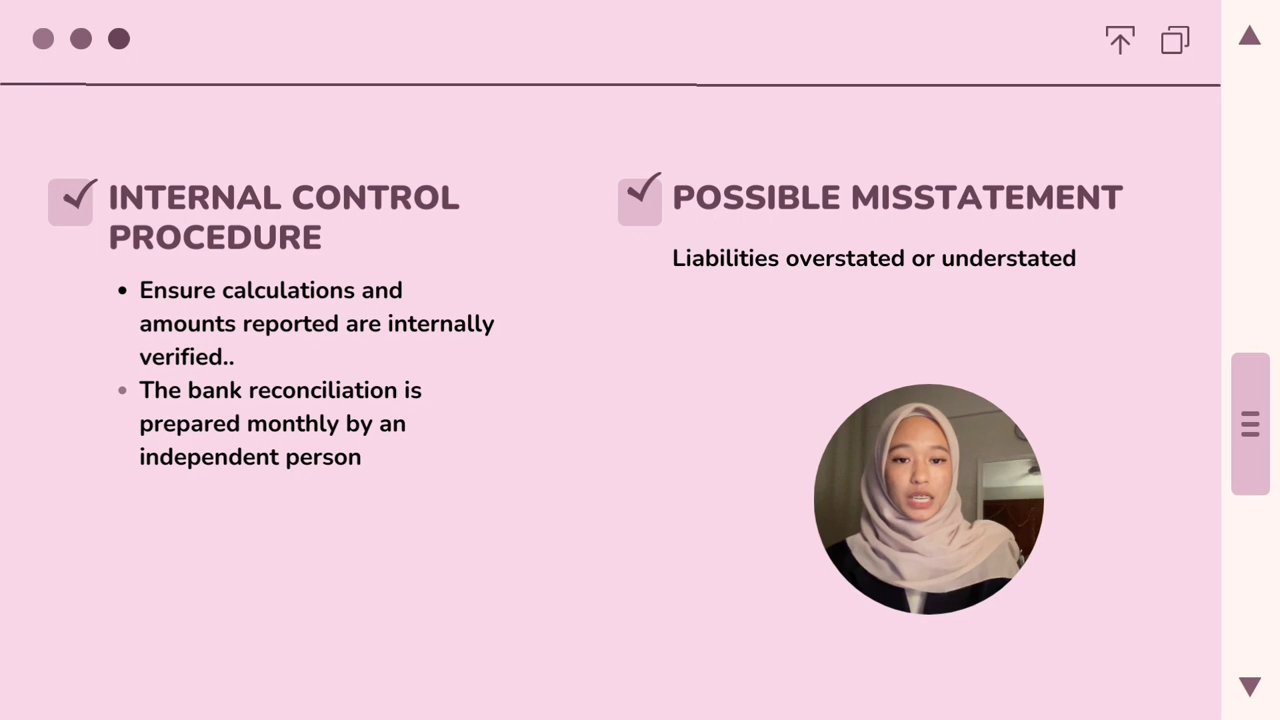 INTERNAL CONTROL
PROCEDURE
• Ensure calculations and
amounts reported are internally
verified..
• The bank reconciliation is
prepared monthly by an
independent person
POSSIBLE MISSTATEMENT
Liabilities overstated or understated